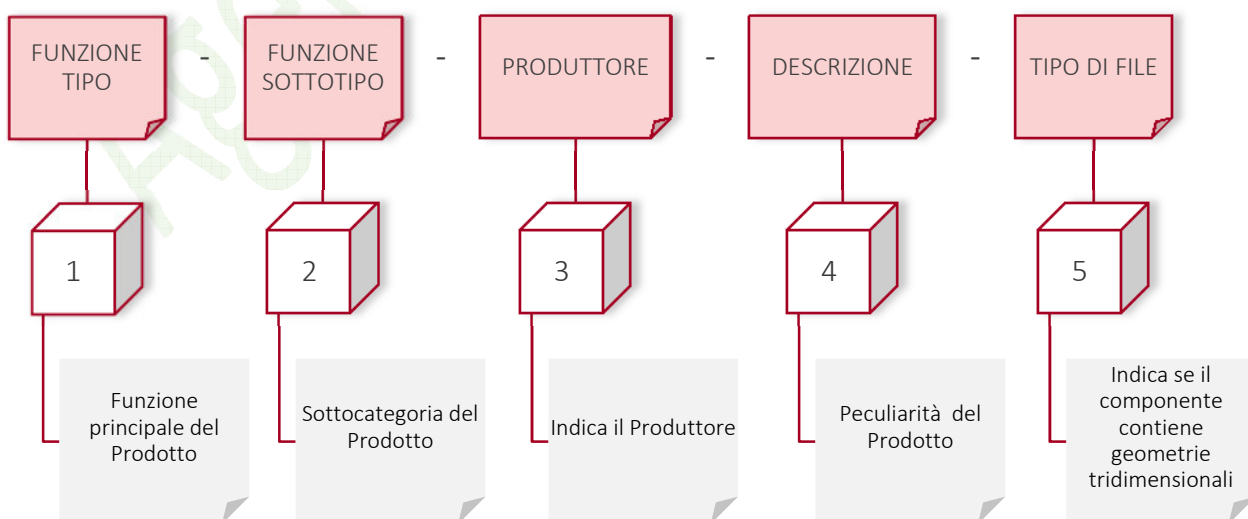 FUNZIONE
TIPO
-
FUNZIONE
SOTTOTIPO
-
PRODUTTORE
-
DESCRIZIONE
-
TIPO DI FILE
1
2
3
4
5
Funzione
principale del
Prodotto
Sottocategoria del
Prodotto
Indica il Produttore
Peculiarità del
Prodotto
Indica se il
componente
contiene
geometrie
tridimensionali